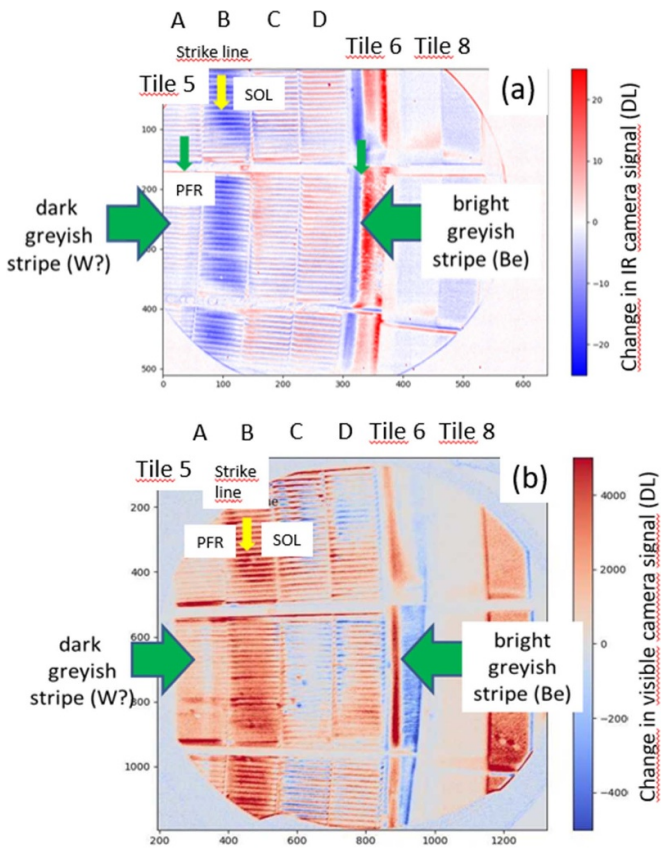 A B C D
Strike line
Tile 6 Tile 8
Tile 5
SOL
(a)
PFR
dark
greyish
stripe (W?)
bright
greyish
stripe (Be)
100
200
300
400
500
0 100 200 300 400 500 600
20
10
0
−10
−20
Change in IR camera signal (DL)
A B C D Tile 6 Tile 8
Tile 5
Strike
line
(b)
PFR
SOL
dark
greyish
stripe (W?)
bright
greyish
stripe (Be)
200
400
600
800
1000
200 400 600 800 1000 1200
4000
2000
0
−2000
−4000
Change in visible camera signal (DL)